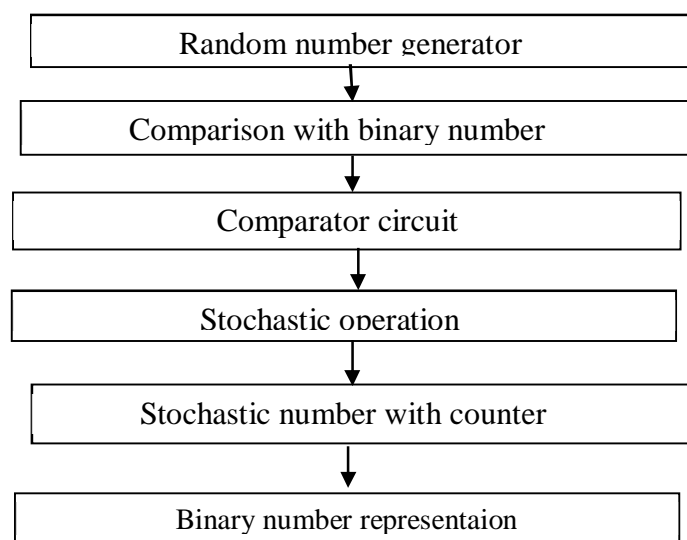 Random number generator
Comparison with binary number
Comparator circuit
Stochastic operation
Stochastic number with counter
Binary number representaion